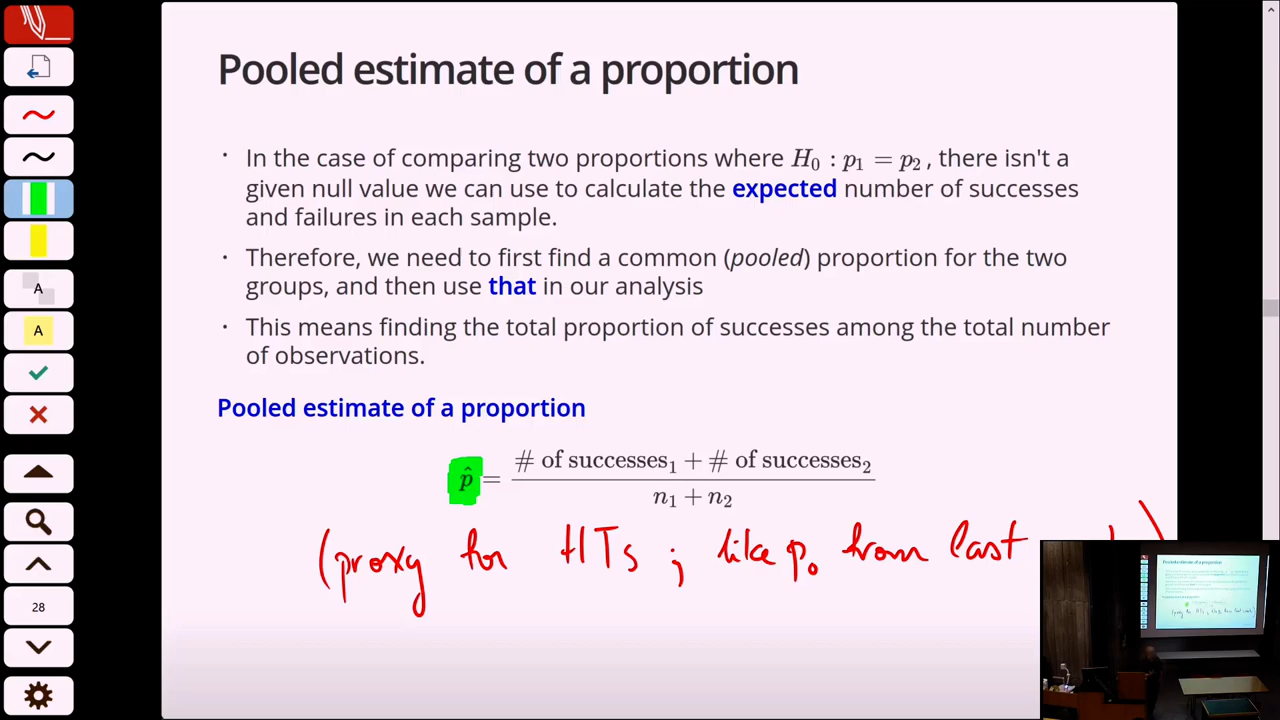 Pooled estimate of a proportion
· In the case of comparing two proportions where H₀ : p₁ = p₂, there isn't a
given null value we can use to calculate the expected number of successes
and failures in each sample.
· Therefore, we need to first find a common (pooled) proportion for the two
groups, and then use that in our analysis
· This means finding the total proportion of successes among the total number
of observations.
Pooled estimate of a proportion
p̂ = (# of successes₁ + # of successes₂) / (n₁ + n₂)
(proxy for HTs ; like p₀ from last
A
A
28